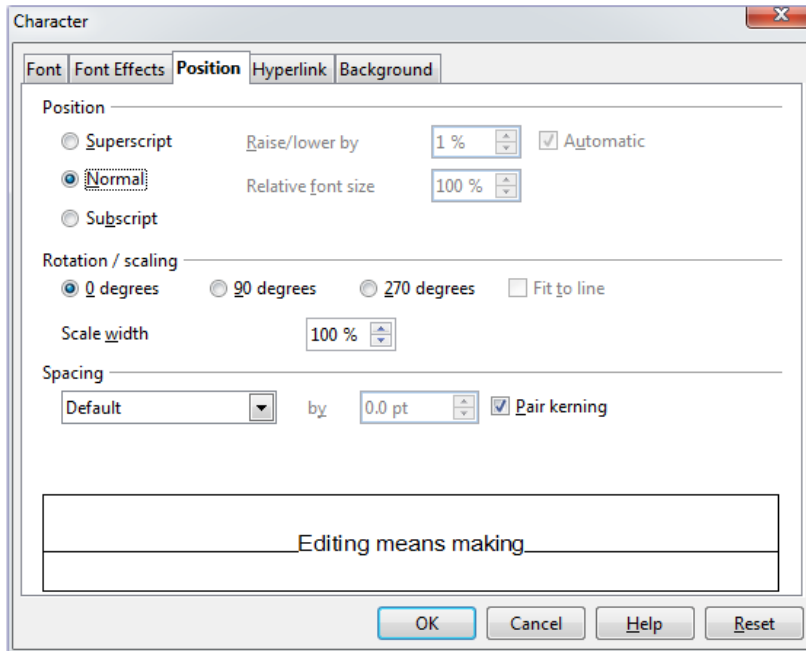 Character
Font Font Effects Position Hyperlink Background
Position
Superscript Raise/lower by 1 % Automatic
Normal Relative font size 100 %
Subscript
Rotation / scaling
0 degrees 90 degrees 270 degrees Fit to line
Scale width 100 %
Spacing
Default by 0.0 pt Pair kerning
Editing means making
OK Cancel Help Reset